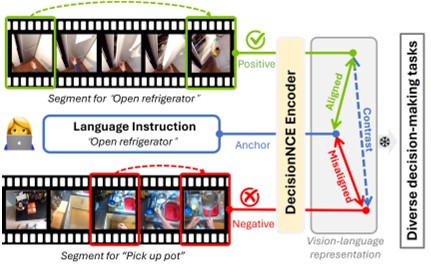 Positive
Segment for "Open refrigerator"
Language Instruction
"Open refrigerator"
Anchor
Negative
Segment for "Pick up pot"
DecisionNCE Encoder
Aligned
Misaligned
Contrast
Vision-language
representation
Diverse decision-making tasks